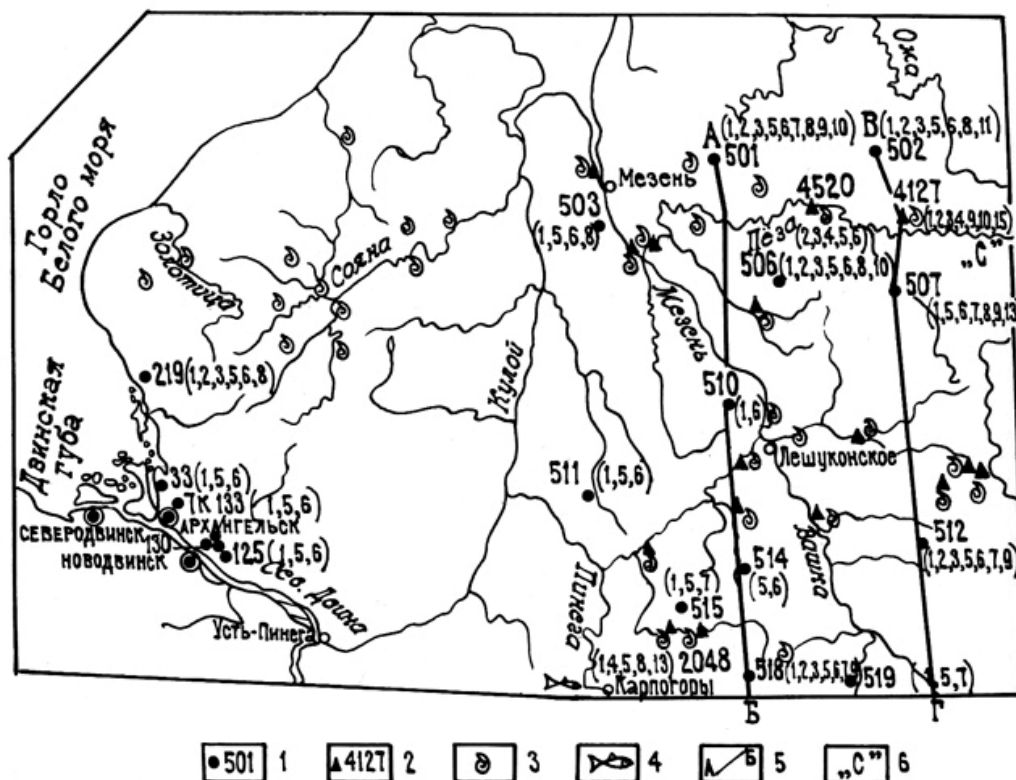 Ожа
Горло
Белого моря
А (1,2,3,5,6,7,8,9,10)
501
В (1,2,3,5,6,8,11)
502
Мезень
4520
4127
(1,2,3,4,9,10,15)
503
(1,5,6,8)
Пёза (2,3,4,5,6)
„С”
Золотица
Сояна
506 (1,2,3,5,6,8,10)
507
(1,5,6,7,8,9,13
Мезень
Кулой
219 (1,2,3,5,6,8)
510
(1,6)
Двинская
губа
Лешуконское
33 (1,5,6)
511 (1,5,6)
ТК 133 (1,5,6)
АРХАНГЕЛЬСК
СЕВЕРОДВИНСК
НОВОДВИНСК
130
125 (1,5,6)
Сев. Двина
Вашка
512
(1,2,3,5,6,7,9)
514
(5,6)
Пинега
(1,5,7)
515
Усть-Пинега
(1,4,5,8,13) 2048
Карпогоры
518 (1,2,3,5,6,7,9)
519
Б
Г
501 1
4127 2
3
4
А Б 5
„С” 6